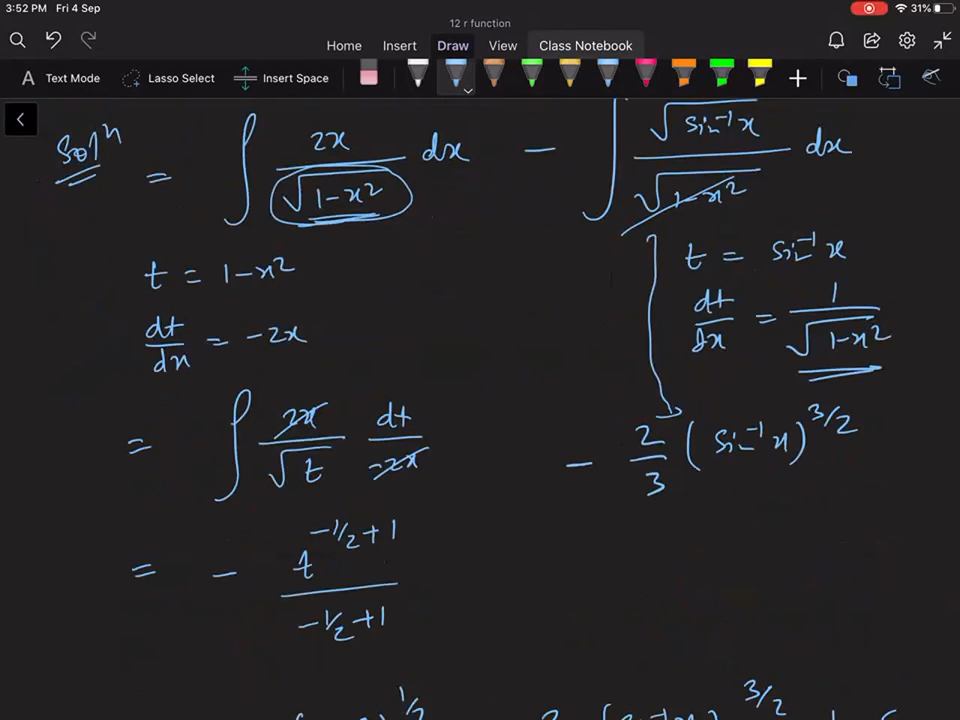 3:52 PM Fri 4 Sep
31%
12 r function
Home Insert Draw View Class Notebook
A Text Mode Lasso Select Insert Space
Solⁿ = ∫ 2x/√(1-x²) dx - ∫ √(sin⁻¹x)/√(1-x²) dx
t = 1-x²
dt/dx = -2x
t = sin⁻¹x
dt/dx = 1/√(1-x²)
= ∫ 2x/√t dt/-2x - 2/3 (sin⁻¹x)^3/2
= - t^(-1/2+1)/(-1/2+1)